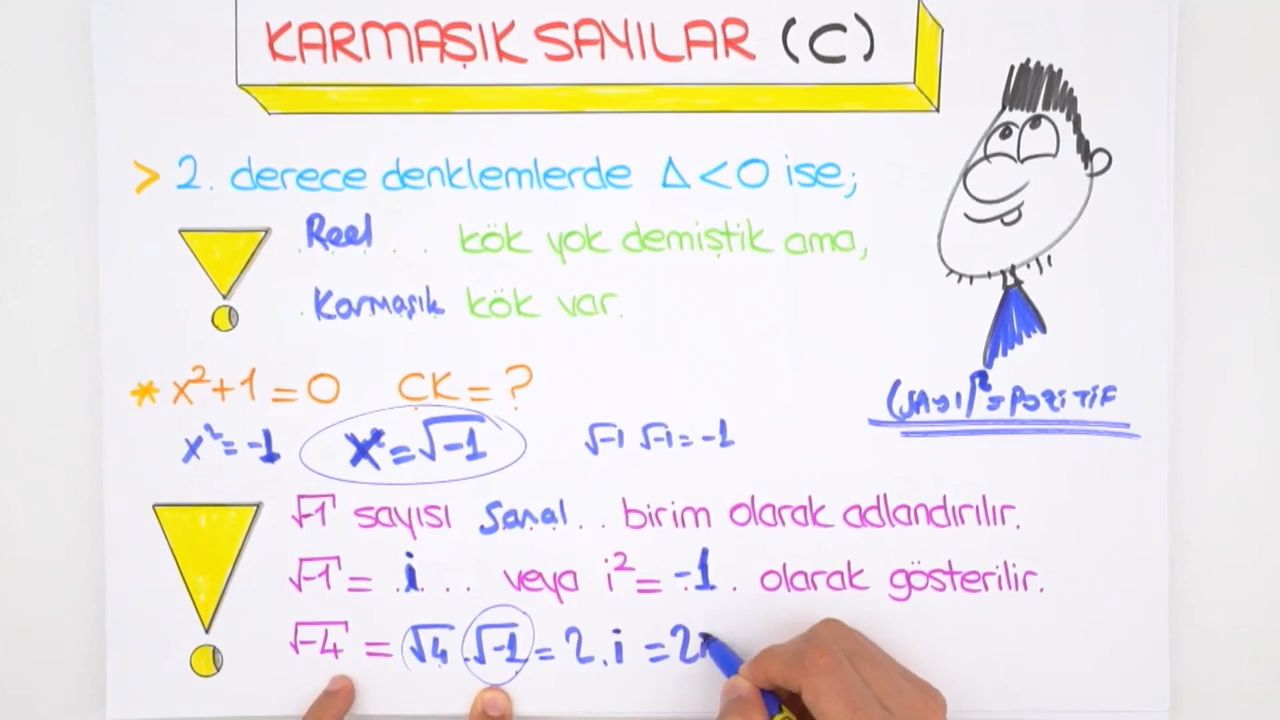 KARMAŞIK SAYILAR (C)
> 2. derece denklemlerde Δ<0 ise;
Reel .. kök yok demiştik ama,
Karmaşık kök var.
* x²+1=0 ÇK=?
(SAYI)²=POZİTİF
x²=-1 x=√-1 √-1 √-1=-1
√-1 sayısı Sanal.. birim olarak adlandırılır.
√-1 = .i... veya i²= -1. olarak gösterilir.
√-4 = √4.√-1=2.i=2i